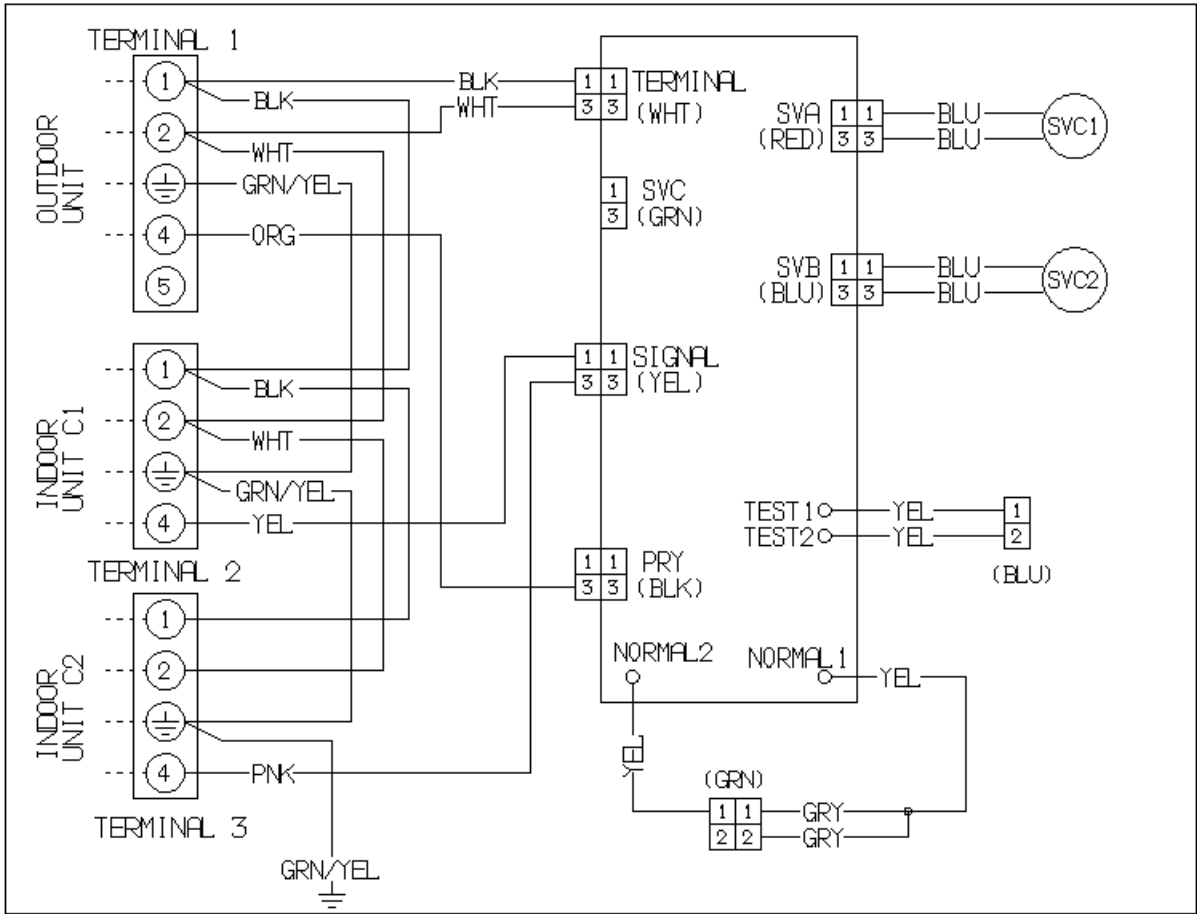 TERMINAL 1
OUTDOOR
UNIT
1
2
4
5
BLK
WHT
GRN/YEL
ORG
BLK
WHT
INDOOR
UNIT C1
1
2
4
BLK
WHT
GRN/YEL
YEL
TERMINAL 2
INDOOR
UNIT C2
1
2
4
PNK
TERMINAL 3
GRN/YEL
1 1 TERMINAL
3 3 (WHT)
1 SVC
3 (GRN)
1 1 SIGNAL
3 3 (YEL)
1 1 PRY
3 3 (BLK)
SVA 1 1 BLU
(RED) 3 3 BLU
SVC1
SVB 1 1 BLU
(BLU) 3 3 BLU
SVC2
TEST1 YEL 1
TEST2 YEL 2
(BLU)
NORMAL2
NORMAL1 YEL
YEL
(GRN)
1 1 GRY
2 2 GRY